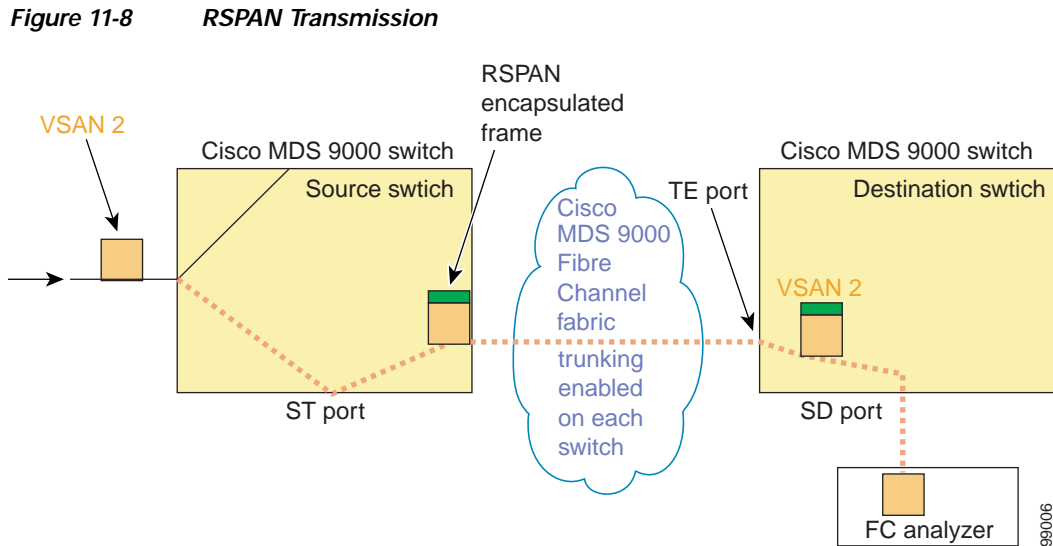 Figure 11-8 RSPAN Transmission
RSPAN
encapsulated
frame
VSAN 2
Cisco MDS 9000 switch
Source swtich
ST port
Cisco
MDS 9000
Fibre
Channel
fabric
trunking
enabled
on each
switch
TE port
Cisco MDS 9000 switch
Destination swtich
VSAN 2
SD port
FC analyzer
99006